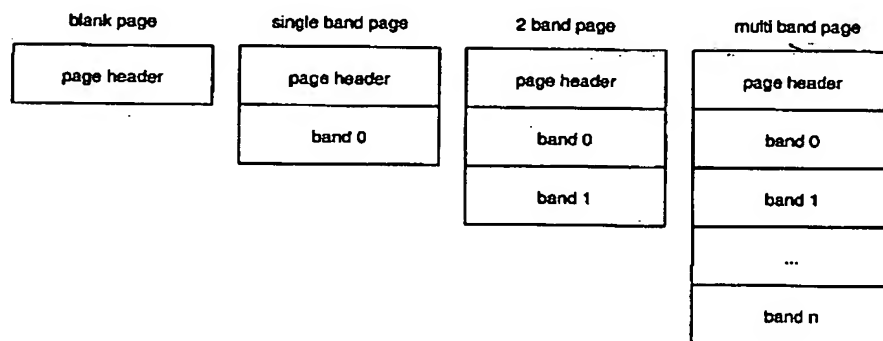 blank page
page header
single band page
page header
band 0
2 band page
page header
band 0
band 1
multi band page
page header
band 0
band 1
...
band n